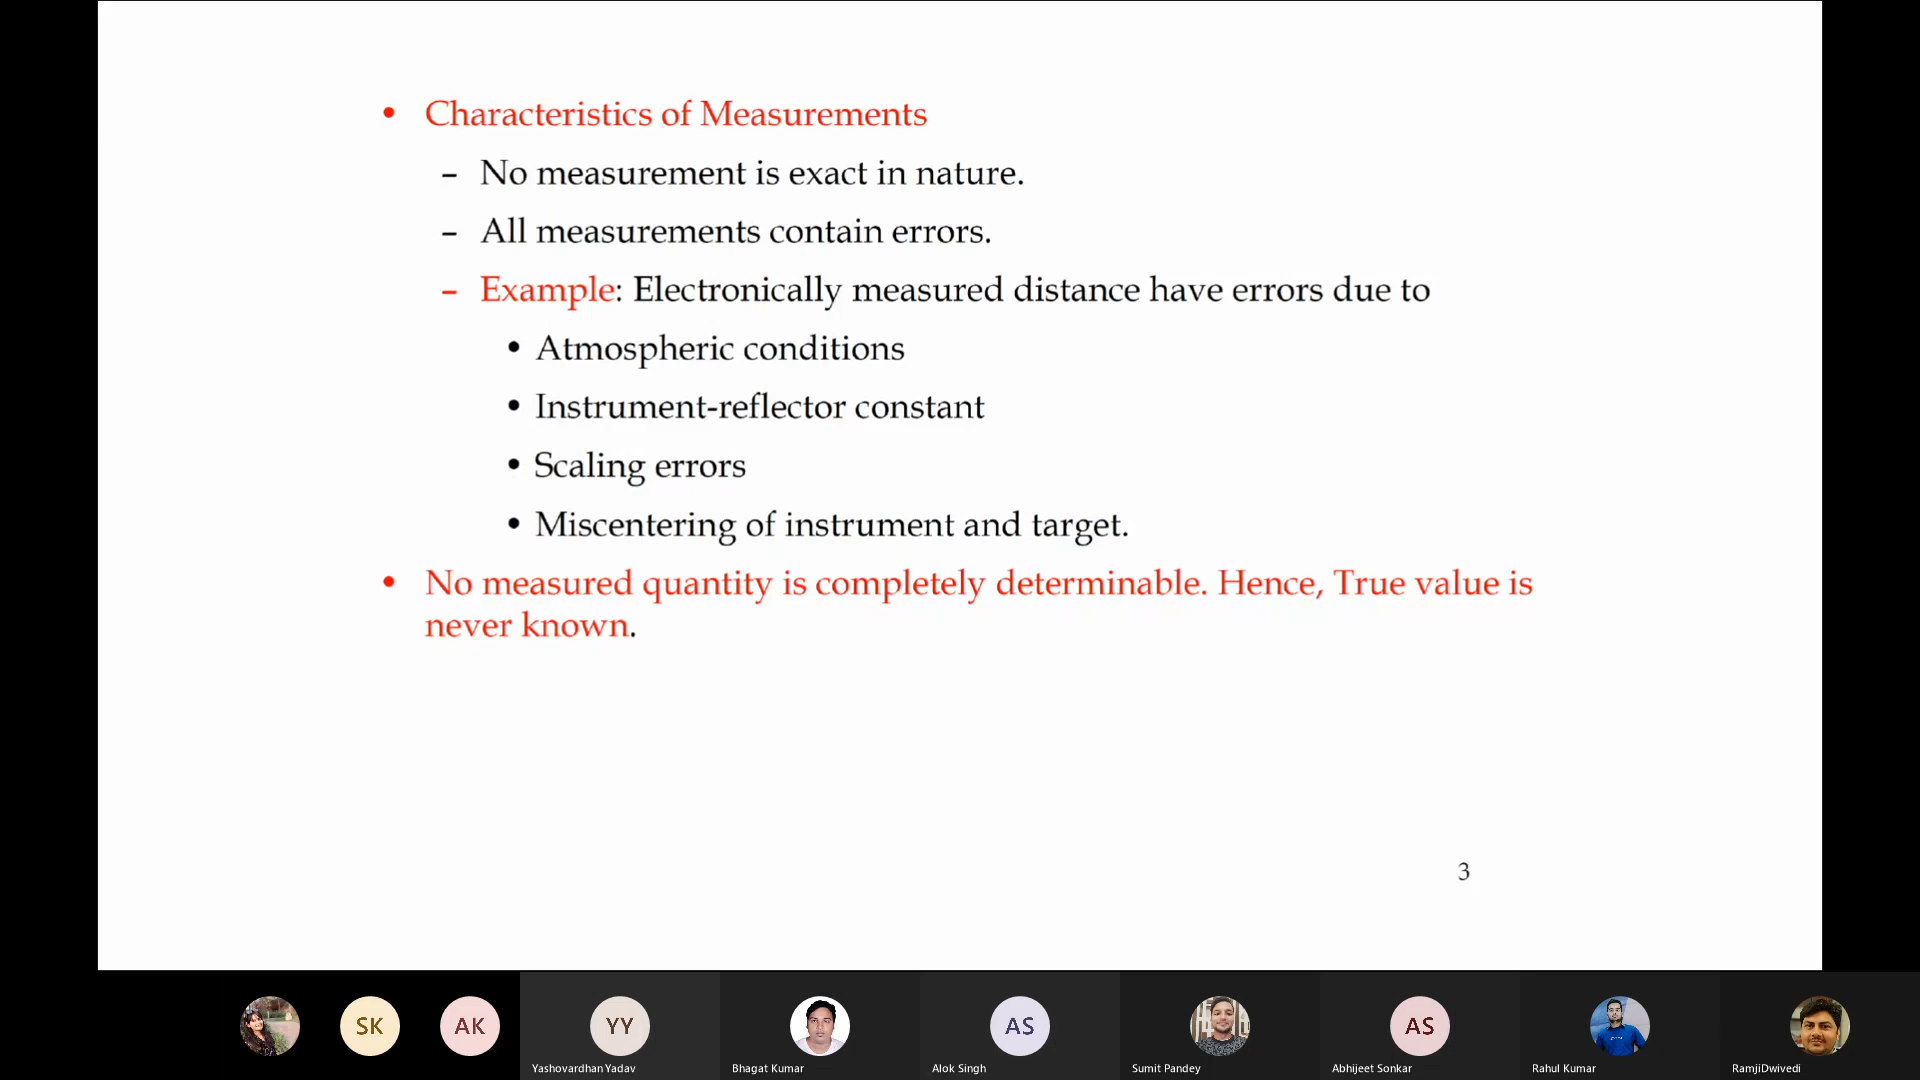 • Characteristics of Measurements
– No measurement is exact in nature.
– All measurements contain errors.
– Example: Electronically measured distance have errors due to
• Atmospheric conditions
• Instrument-reflector constant
• Scaling errors
• Miscentering of instrument and target.
• No measured quantity is completely determinable. Hence, True value is
never known.
3
SK AK YY AS AS
Yashovardhan Yadav Bhagat Kumar Alok Singh Sumit Pandey Abhijeet Sonkar Rahul Kumar RamjiDwivedi